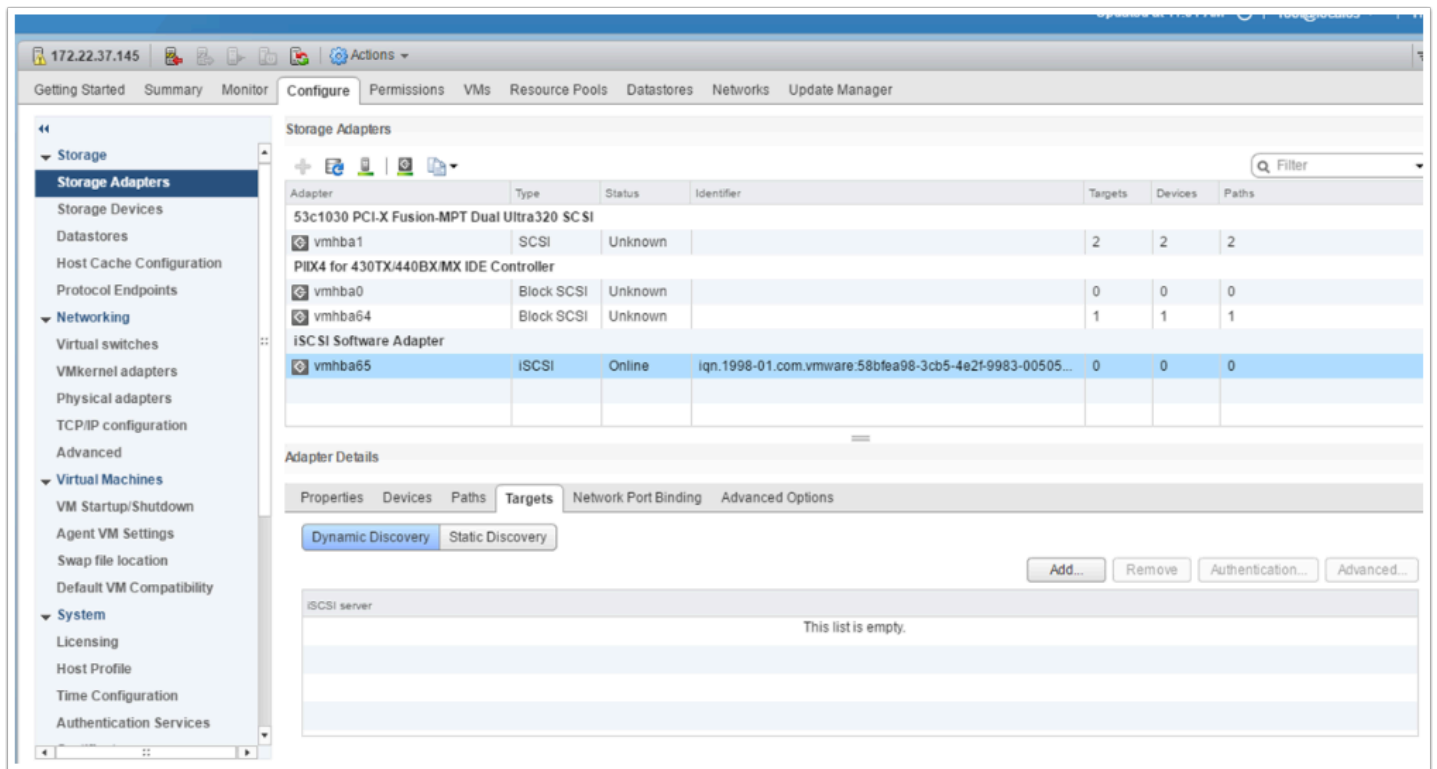 172.22.37.145 Actions
Getting Started Summary Monitor Configure Permissions VMs Resource Pools Datastores Networks Update Manager
Storage
Storage Adapters
Storage Devices
Datastores
Host Cache Configuration
Protocol Endpoints
Networking
Virtual switches
VMkernel adapters
Physical adapters
TCP/IP configuration
Advanced
Virtual Machines
VM Startup/Shutdown
Agent VM Settings
Swap file location
Default VM Compatibility
System
Licensing
Host Profile
Time Configuration
Authentication Services
Storage Adapters
Filter
Adapter Type Status Identifier Targets Devices Paths
53c1030 PCI-X Fusion-MPT Dual Ultra320 SCSI
vmhba1 SCSI Unknown 2 2 2
PIIX4 for 430TX/440BX/MX IDE Controller
vmhba0 Block SCSI Unknown 0 0 0
vmhba64 Block SCSI Unknown 1 1 1
iSCSI Software Adapter
vmhba65 iSCSI Online iqn.1998-01.com.vmware:58bfea98-3cb5-4e2f-9983-00505... 0 0 0
Adapter Details
Properties Devices Paths Targets Network Port Binding Advanced Options
Dynamic Discovery Static Discovery
Add... Remove Authentication... Advanced...
iSCSI server
This list is empty.